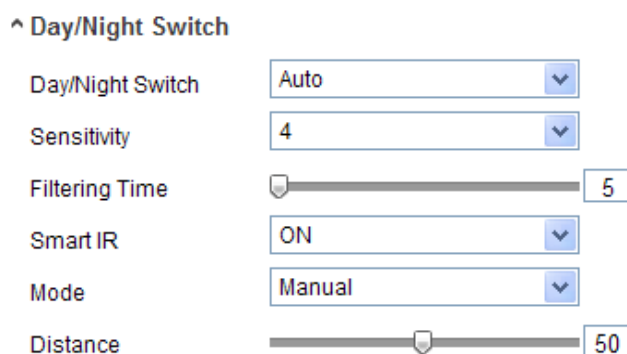 Day/Night Switch
Day/Night Switch Auto
Sensitivity 4
Filtering Time 5
Smart IR ON
Mode Manual
Distance 50